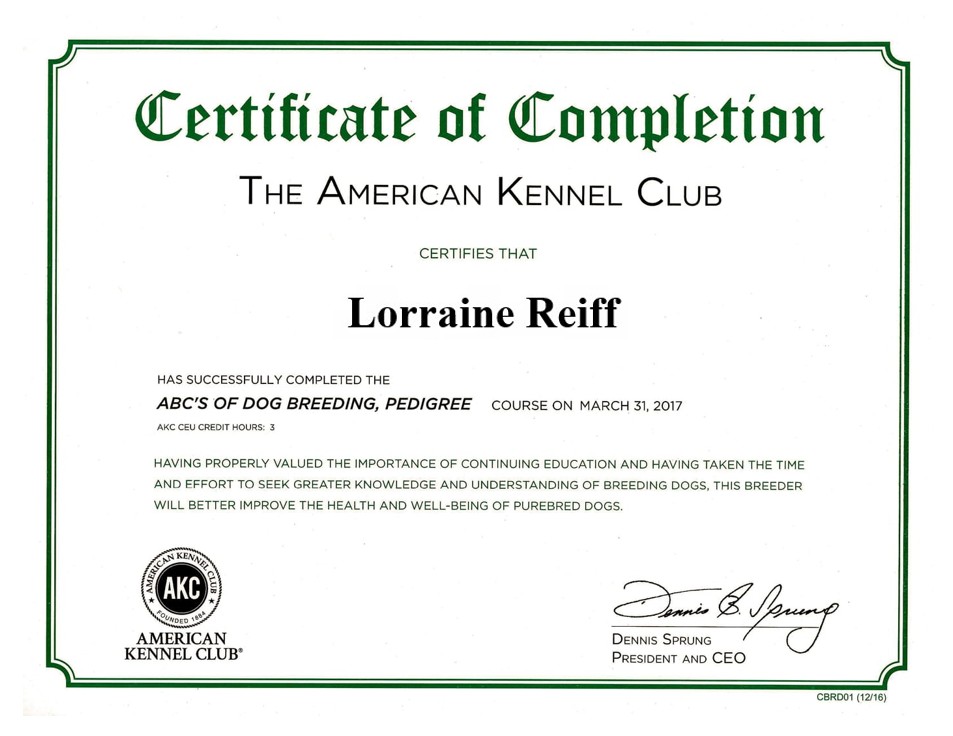 Certificate of Completion
THE AMERICAN KENNEL CLUB
CERTIFIES THAT
Lorraine Reiff
HAS SUCCESSFULLY COMPLETED THE
ABC'S OF DOG BREEDING, PEDIGREE COURSE ON MARCH 31, 2017
AKC CEU CREDIT HOURS: 3
HAVING PROPERLY VALUED THE IMPORTANCE OF CONTINUING EDUCATION AND HAVING TAKEN THE TIME
AND EFFORT TO SEEK GREATER KNOWLEDGE AND UNDERSTANDING OF BREEDING DOGS, THIS BREEDER
WILL BETTER IMPROVE THE HEALTH AND WELL-BEING OF PUREBRED DOGS.
AMERICAN KENNEL CLUB
AKC
FOUNDED 1884
AMERICAN
KENNEL CLUB®
Dennis B. Sprung
DENNIS SPRUNG
PRESIDENT AND CEO
CBRD01 (12/16)